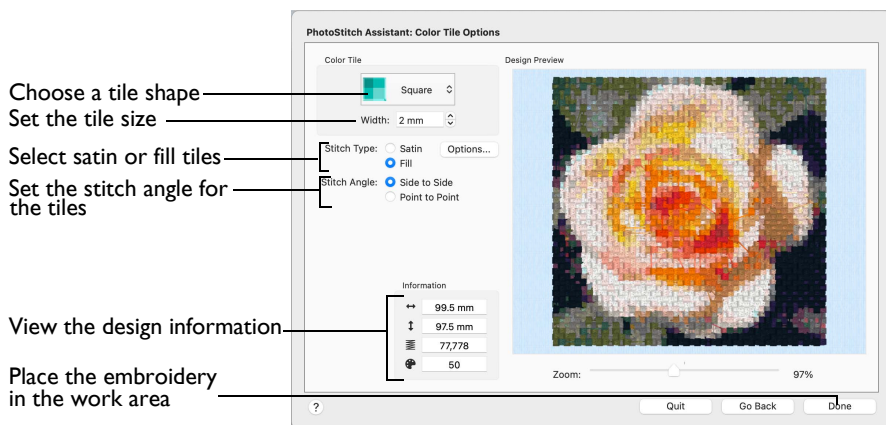 PhotoStitch Assistant: Color Tile Options
Color Tile
Design Preview
Choose a tile shape
Square
Set the tile size
Width: 2 mm
Select satin or fill tiles
Stitch Type: Satin Options...
Fill
Set the stitch angle for
the tiles
Stitch Angle: Side to Side
Point to Point
Information
99.5 mm
97.5 mm
View the design information
77,778
50
Place the embroidery
in the work area
Zoom: 97%
? Quit Go Back Done